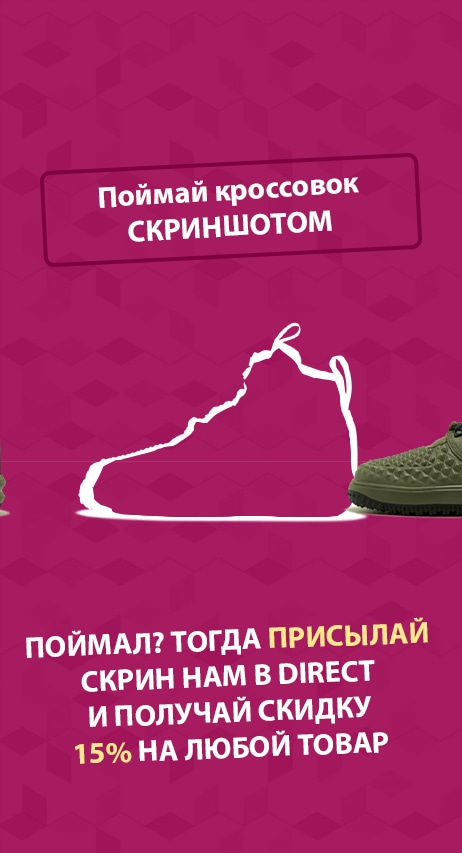 Поймай кроссовок
СКРИНШОТОМ
ПОЙМАЛ? ТОГДА ПРИСЫЛАЙ
СКРИН НАМ В DIRECT
И ПОЛУЧАЙ СКИДКУ
15% НА ЛЮБОЙ ТОВАР